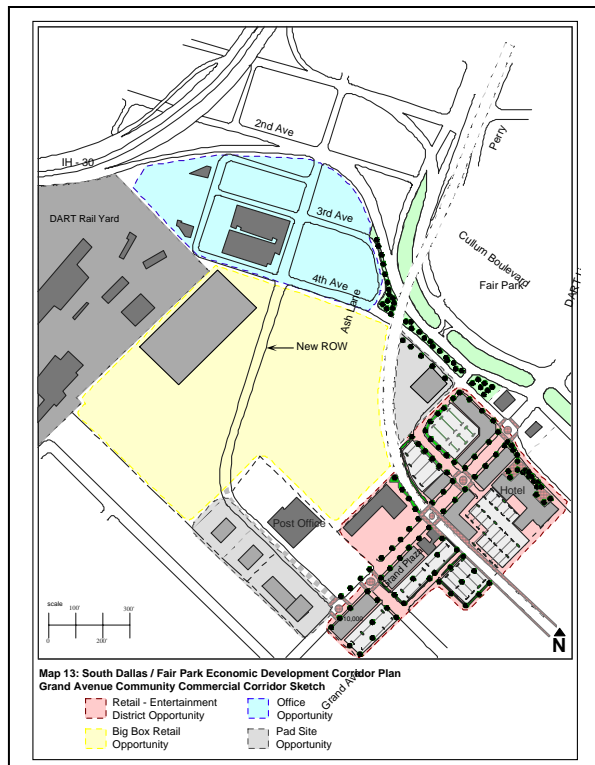 2nd Ave
Perry
IH - 30
3rd Ave
DART Rail Yard
Cullum Boulevard
Fair Park
4th Ave
Ash Lane
New ROW
Hotel
Post Office
Grand Plaza
scale
100'
300'
0
200'
10,000
N
Map 13: South Dallas / Fair Park Economic Development Corridor Plan
Grand Avenue Community Commercial Corridor Sketch
Retail - Entertainment
District Opportunity
Office
Opportunity
Big Box Retail
Opportunity
Pad Site
Opportunity